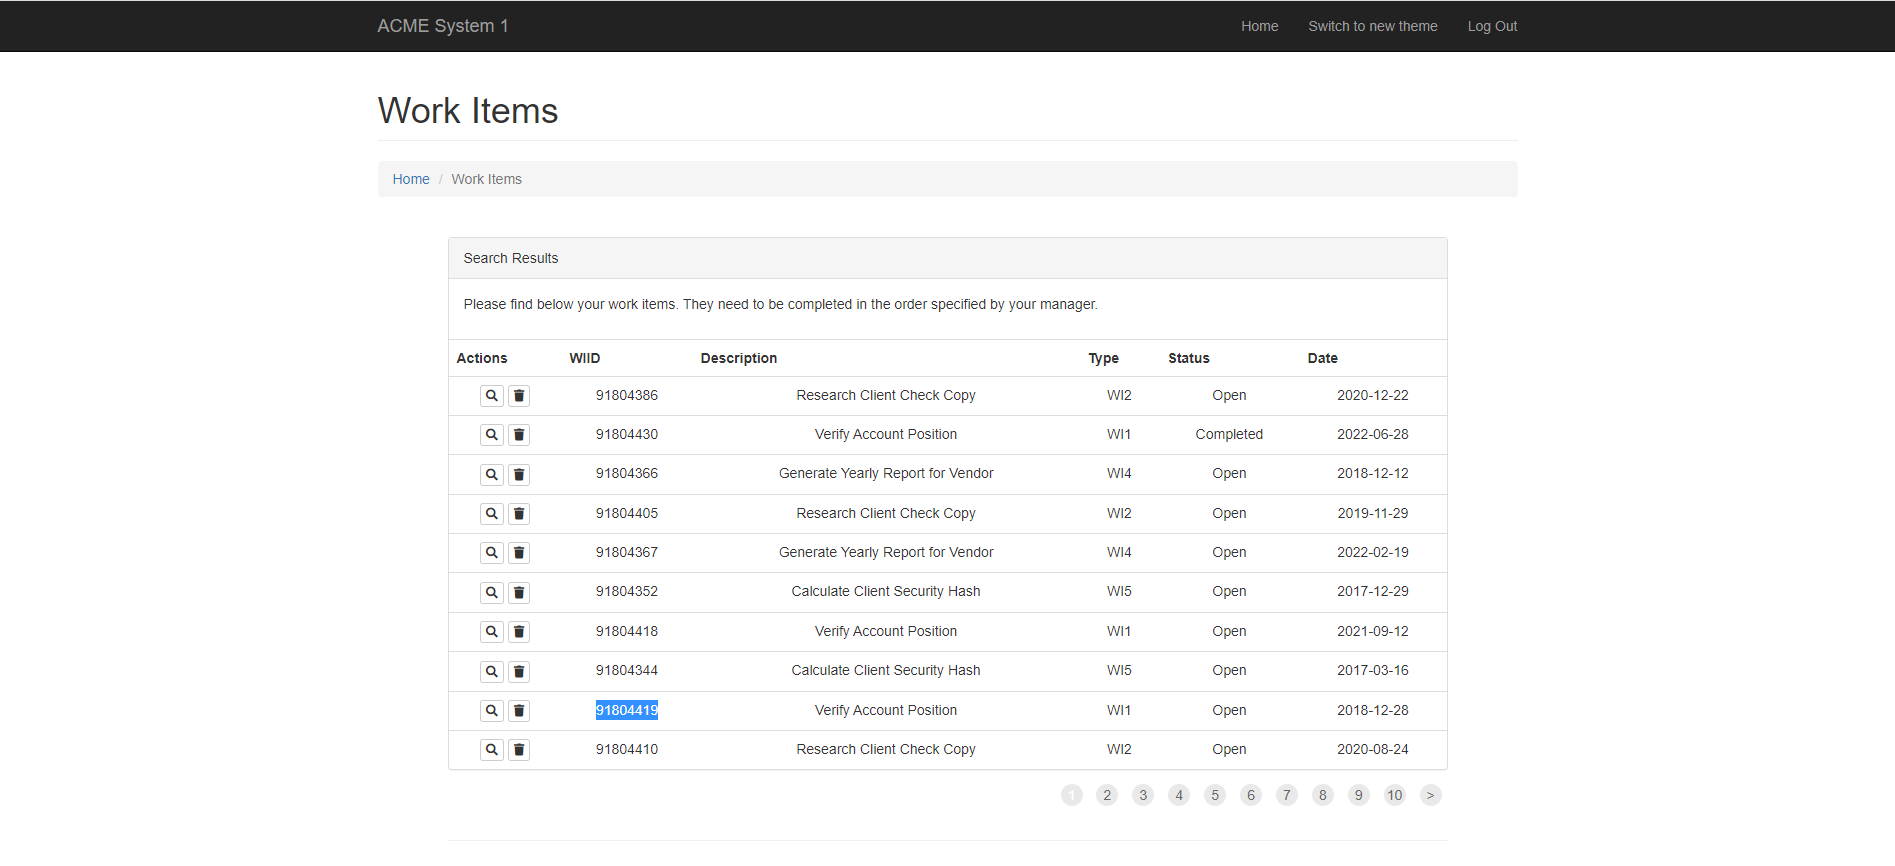 ACME System 1 Home Switch to new theme Log Out
Work Items
Home / Work Items
Search Results
Please find below your work items. They need to be completed in the order specified by your manager.
Actions WIID Description Type Status Date
91804386 Research Client Check Copy WI2 Open 2020-12-22
91804430 Verify Account Position WI1 Completed 2022-06-28
91804366 Generate Yearly Report for Vendor WI4 Open 2018-12-12
91804405 Research Client Check Copy WI2 Open 2019-11-29
91804367 Generate Yearly Report for Vendor WI4 Open 2022-02-19
91804352 Calculate Client Security Hash WI5 Open 2017-12-29
91804418 Verify Account Position WI1 Open 2021-09-12
91804344 Calculate Client Security Hash WI5 Open 2017-03-16
91804419 Verify Account Position WI1 Open 2018-12-28
91804410 Research Client Check Copy WI2 Open 2020-08-24
1 2 3 4 5 6 7 8 9 10 >